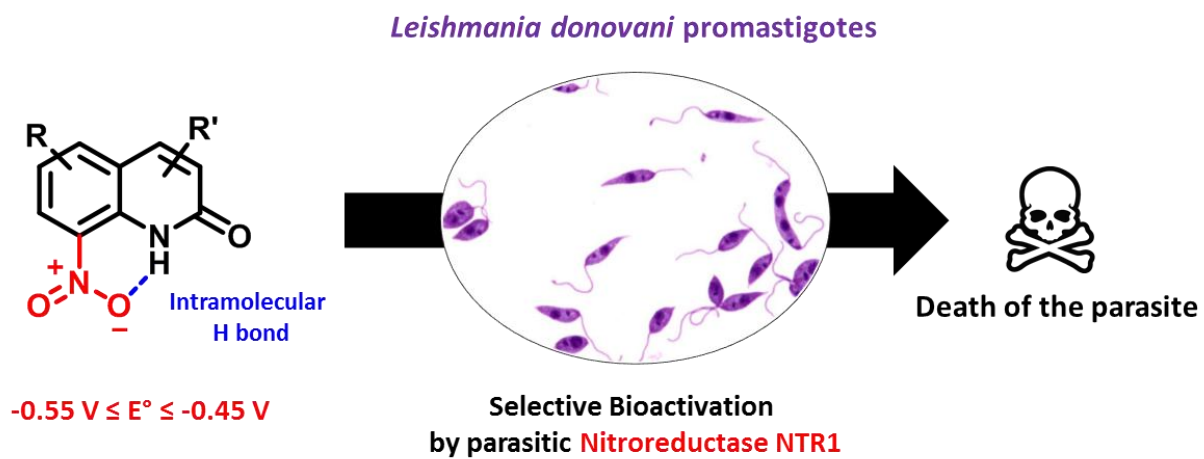 Leishmania donovani promastigotes
R
R'
N
H
O
+
N
O
O
−
Intramolecular
H bond
-0.55 V ≤ E° ≤ -0.45 V
Selective Bioactivation
by parasitic Nitroreductase NTR1
Death of the parasite